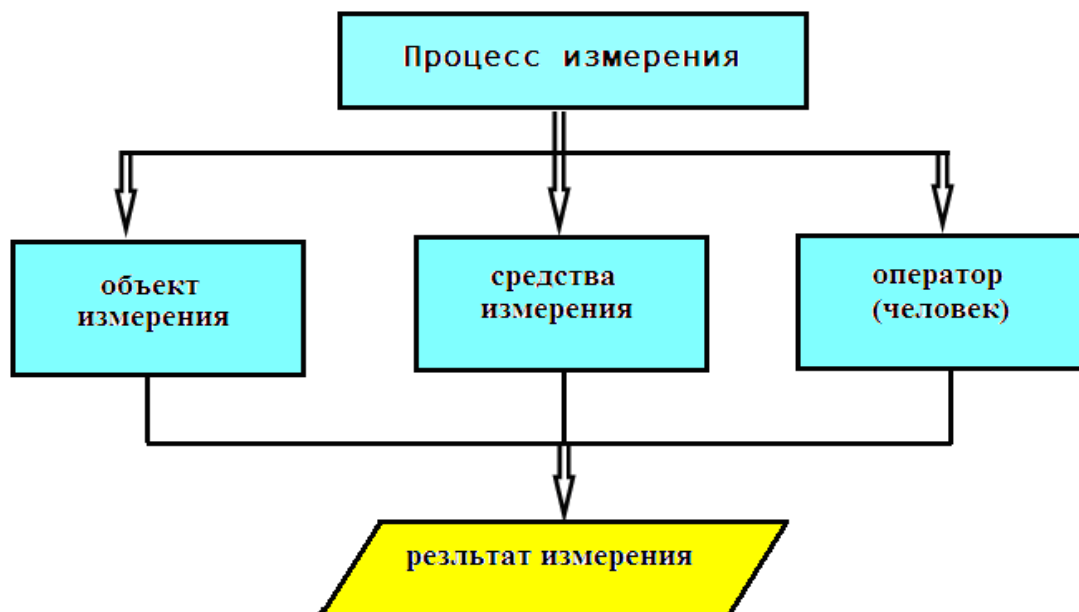 Процесс измерения
объект
измерения
средства
измерения
оператор
(человек)
резльтат измерения